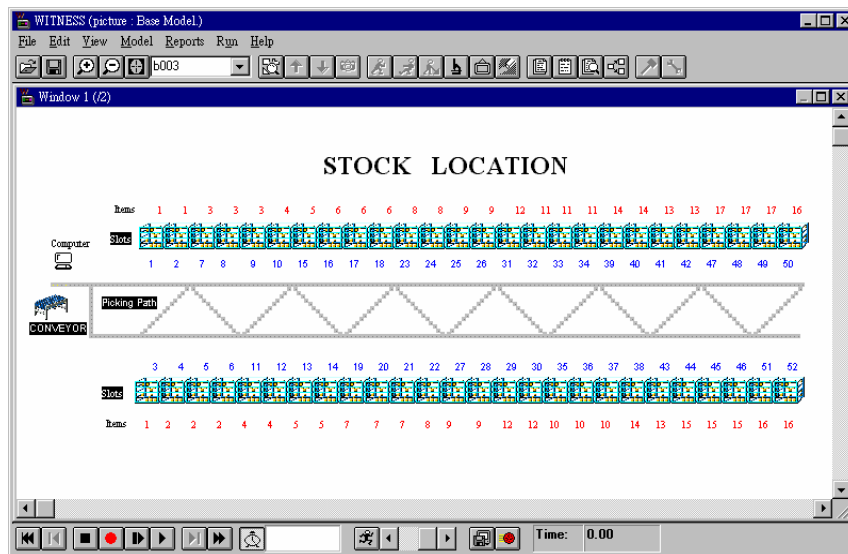 WITNESS (picture : Base Model.)
File Edit View Model Reports Run Help
b003
Window 1 (/2)
STOCK LOCATION
Items 1 1 3 3 3 4 5 6 6 6 8 8 9 9 12 11 11 11 14 14 13 13 17 17 17 16
Computer
Slots
1 2 7 8 9 10 15 16 17 18 23 24 25 26 31 32 33 34 39 40 41 42 47 48 49 50
Picking Path
CONVEYOR
3 4 5 6 11 12 13 14 19 20 21 22 27 28 29 30 35 36 37 38 43 44 45 46 51 52
Slots
Items 1 2 2 2 4 4 5 5 7 7 7 8 9 9 12 12 10 10 10 14 13 15 15 15 16 16
Time: 0.00